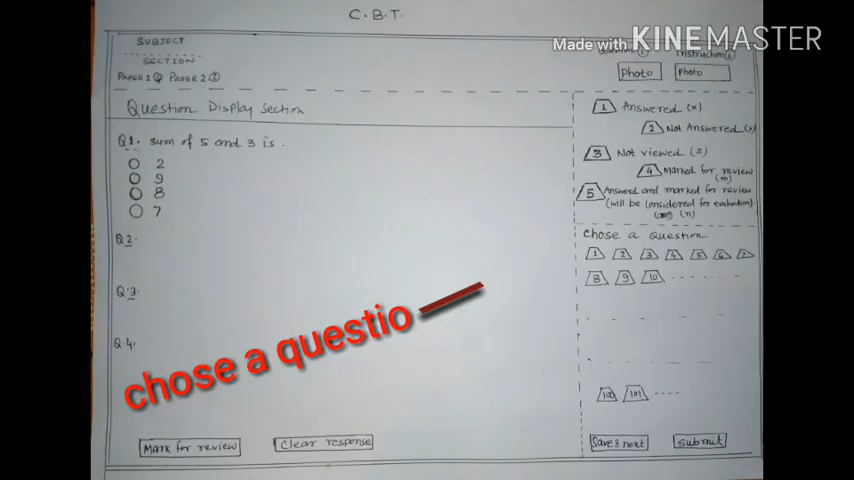 C.B.T.
Made with KINEMASTER
SUBJECT
SECTION
PAPER 1 PAPER 2
Instruction
Photo
Photo
Question Display Section
Q1. Sum of 5 and 3 is.
2
9
8
7
Q.2.
Q.3.
Q.4.
1 Answered (x)
2 Not Answered (y)
3 Not viewed (z)
4 Marked for review
(m)
5 Answered and marked for review
(will be considered for evaluation)
(n)
Chose a Question
1 2 3 4 5 6 7
8 9 10
100 101
chose a questio
Mark for review
Clear response
Save & next
Submit